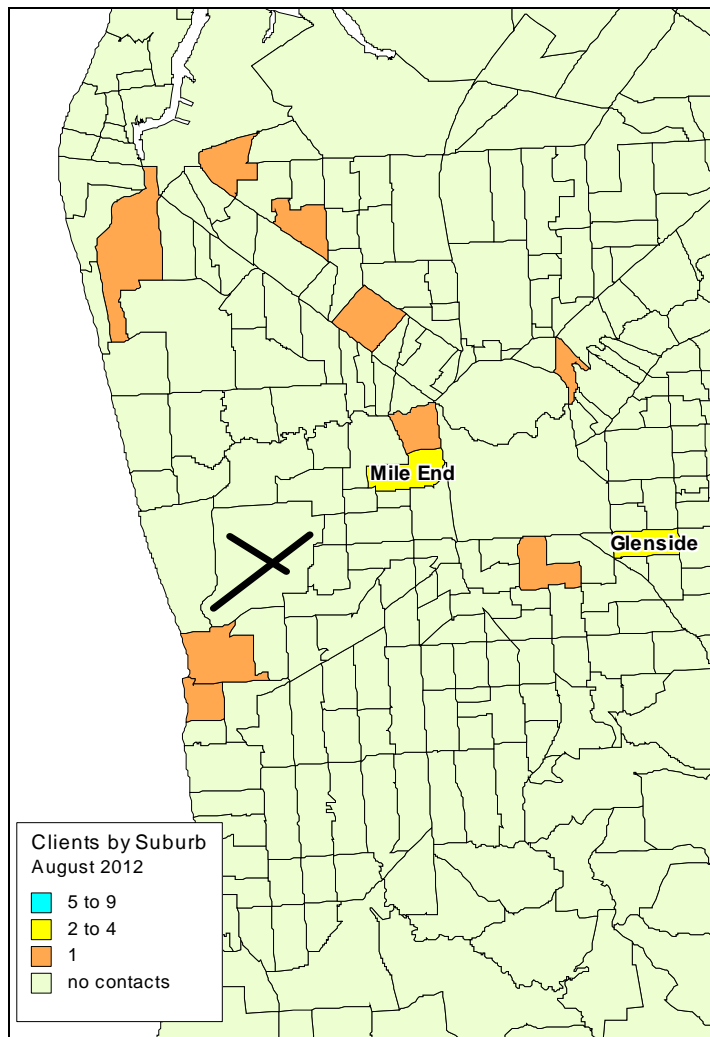 Mile End
Glenside
Clients by Suburb
August 2012
5 to 9
2 to 4
1
no contacts